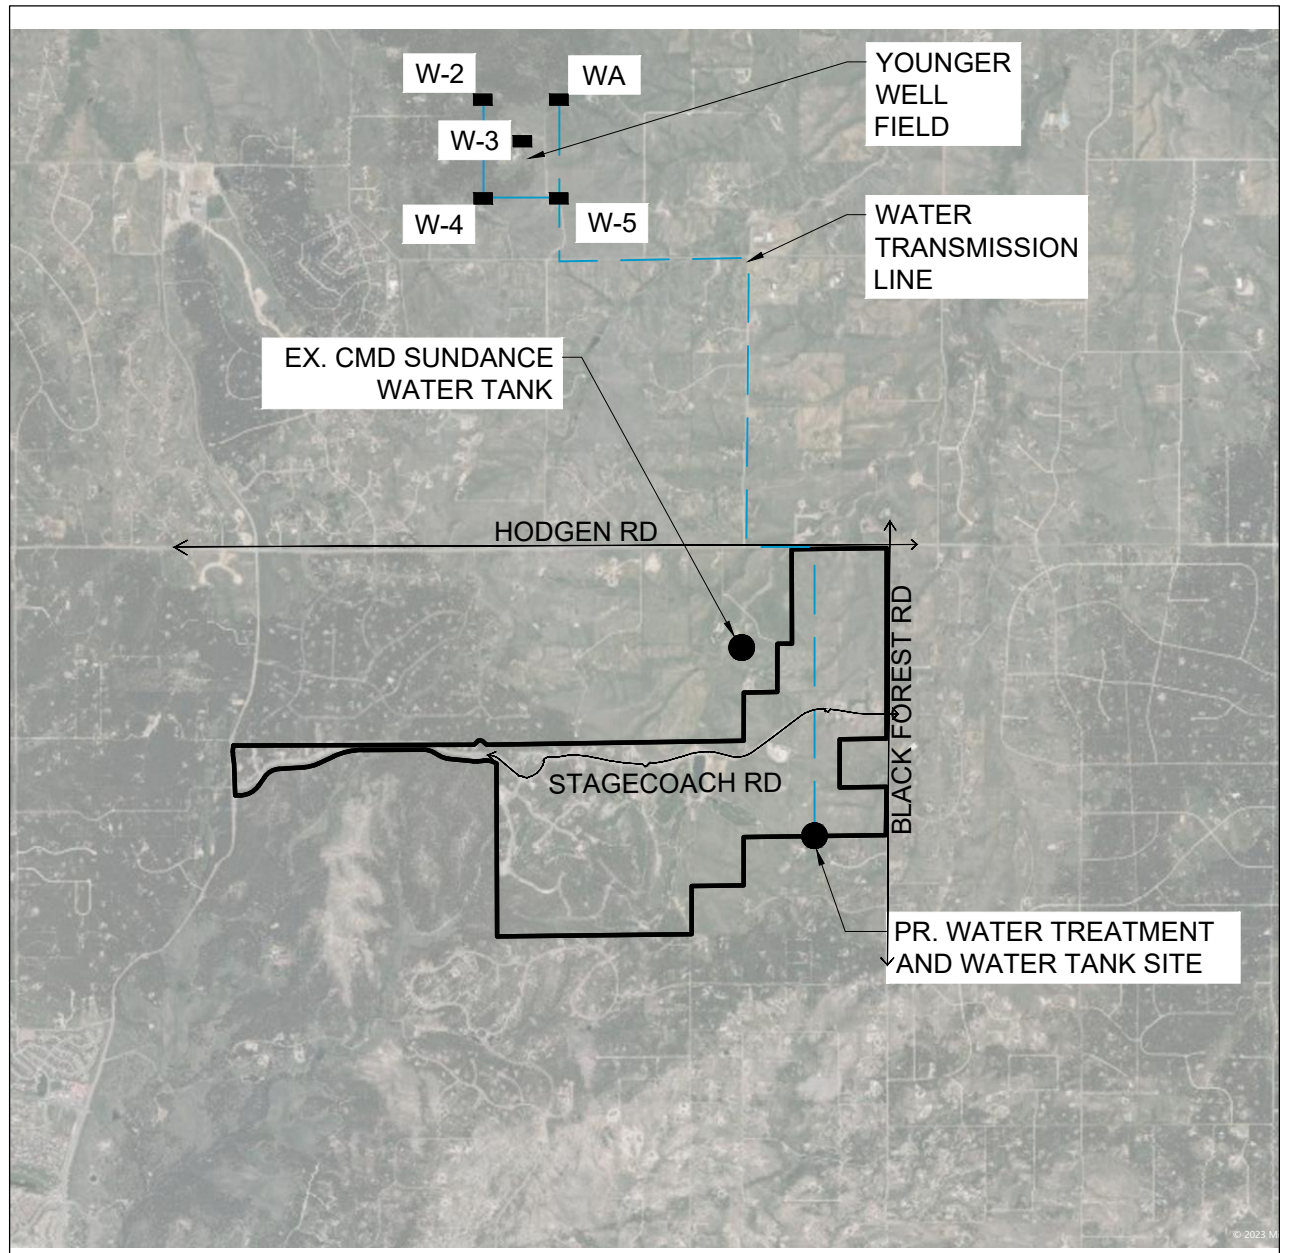 W-2
WA
YOUNGER
WELL
FIELD
W-3
W-4
W-5
WATER
TRANSMISSION
LINE
EX. CMD SUNDANCE
WATER TANK
HODGEN RD
BLACK FOREST RD
STAGECOACH RD
PR. WATER TREATMENT
AND WATER TANK SITE
© 2023 M